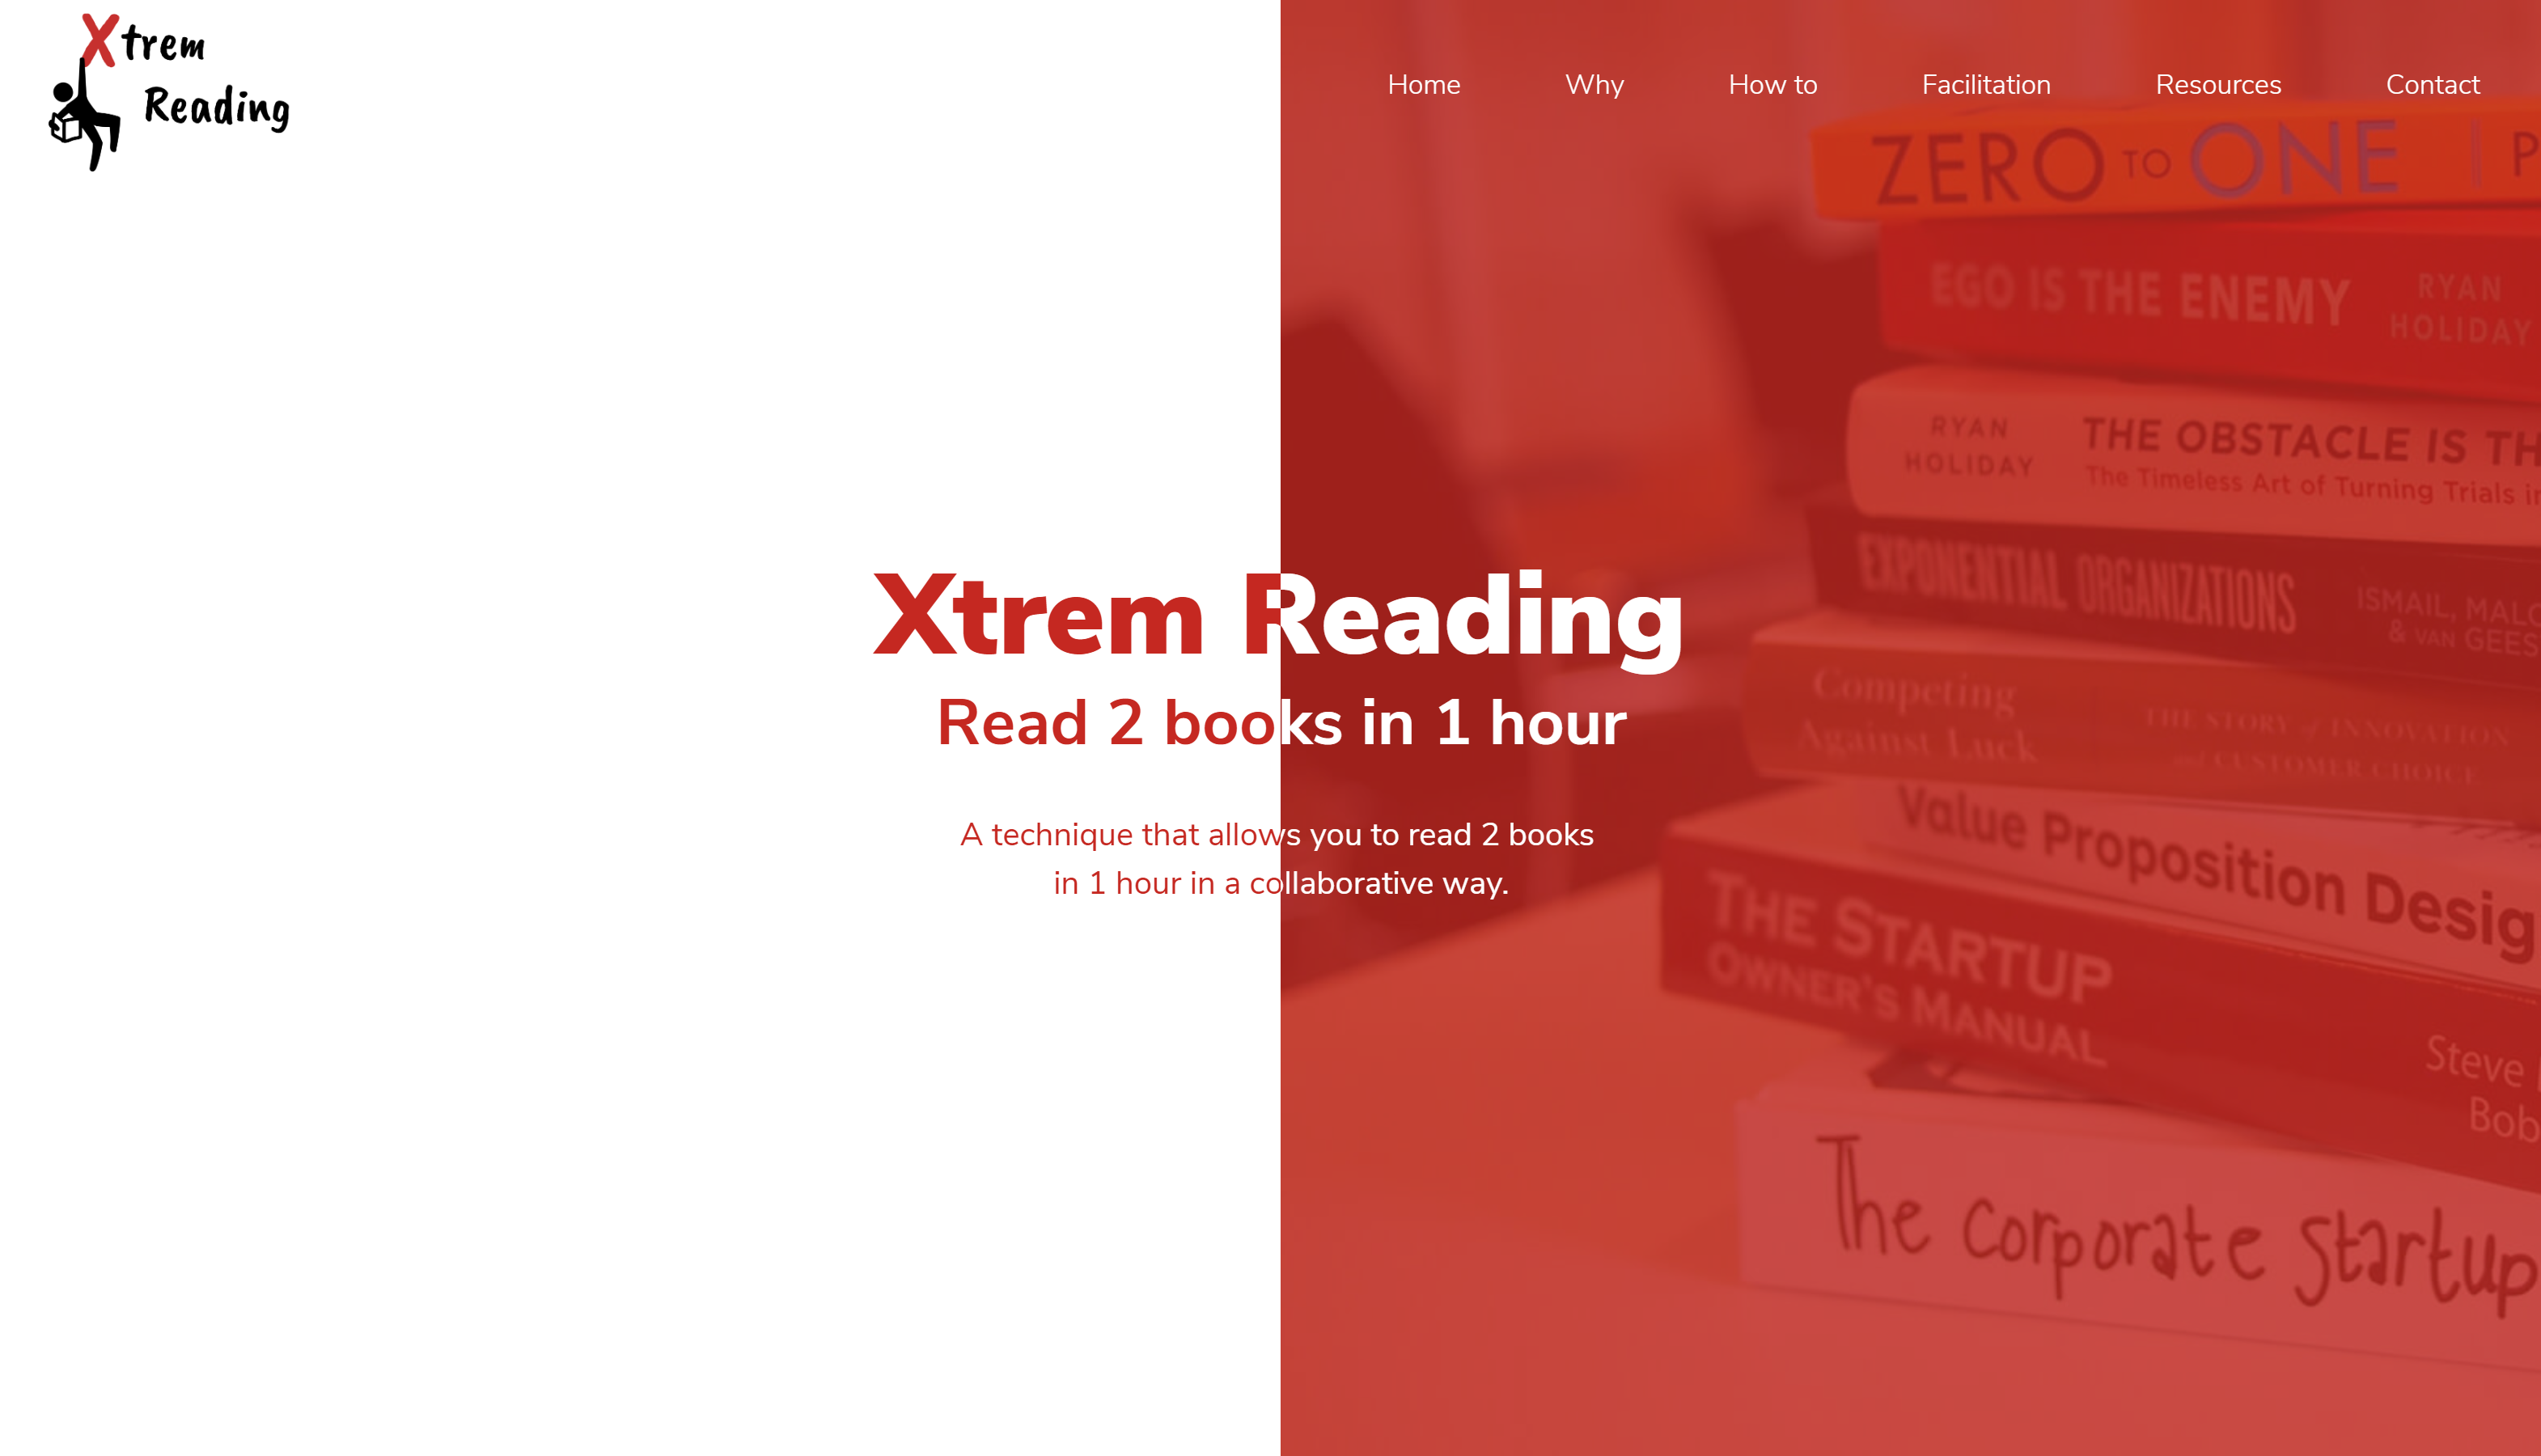 Xtrem
Reading
Home Why How to Facilitation Resources Contact
ZERO TO ONE | P
EGO IS THE ENEMY RYAN HOLIDAY
RYAN HOLIDAY THE OBSTACLE IS TH
The Timeless Art of Turning Trials in
EXPONENTIAL ORGANIZATIONS ISMAIL, MALO
& VAN GEES
Xtrem Reading
Read 2 books in 1 hour
A technique that allows you to read 2 books
in 1 hour in a collaborative way.
Competing
Against Luck
THE STORY of INNOVATION
and CUSTOMER CHOICE
Value Proposition Desig
THE STARTUP
OWNER'S MANUAL
Steve
Bob
The Corporate Startup